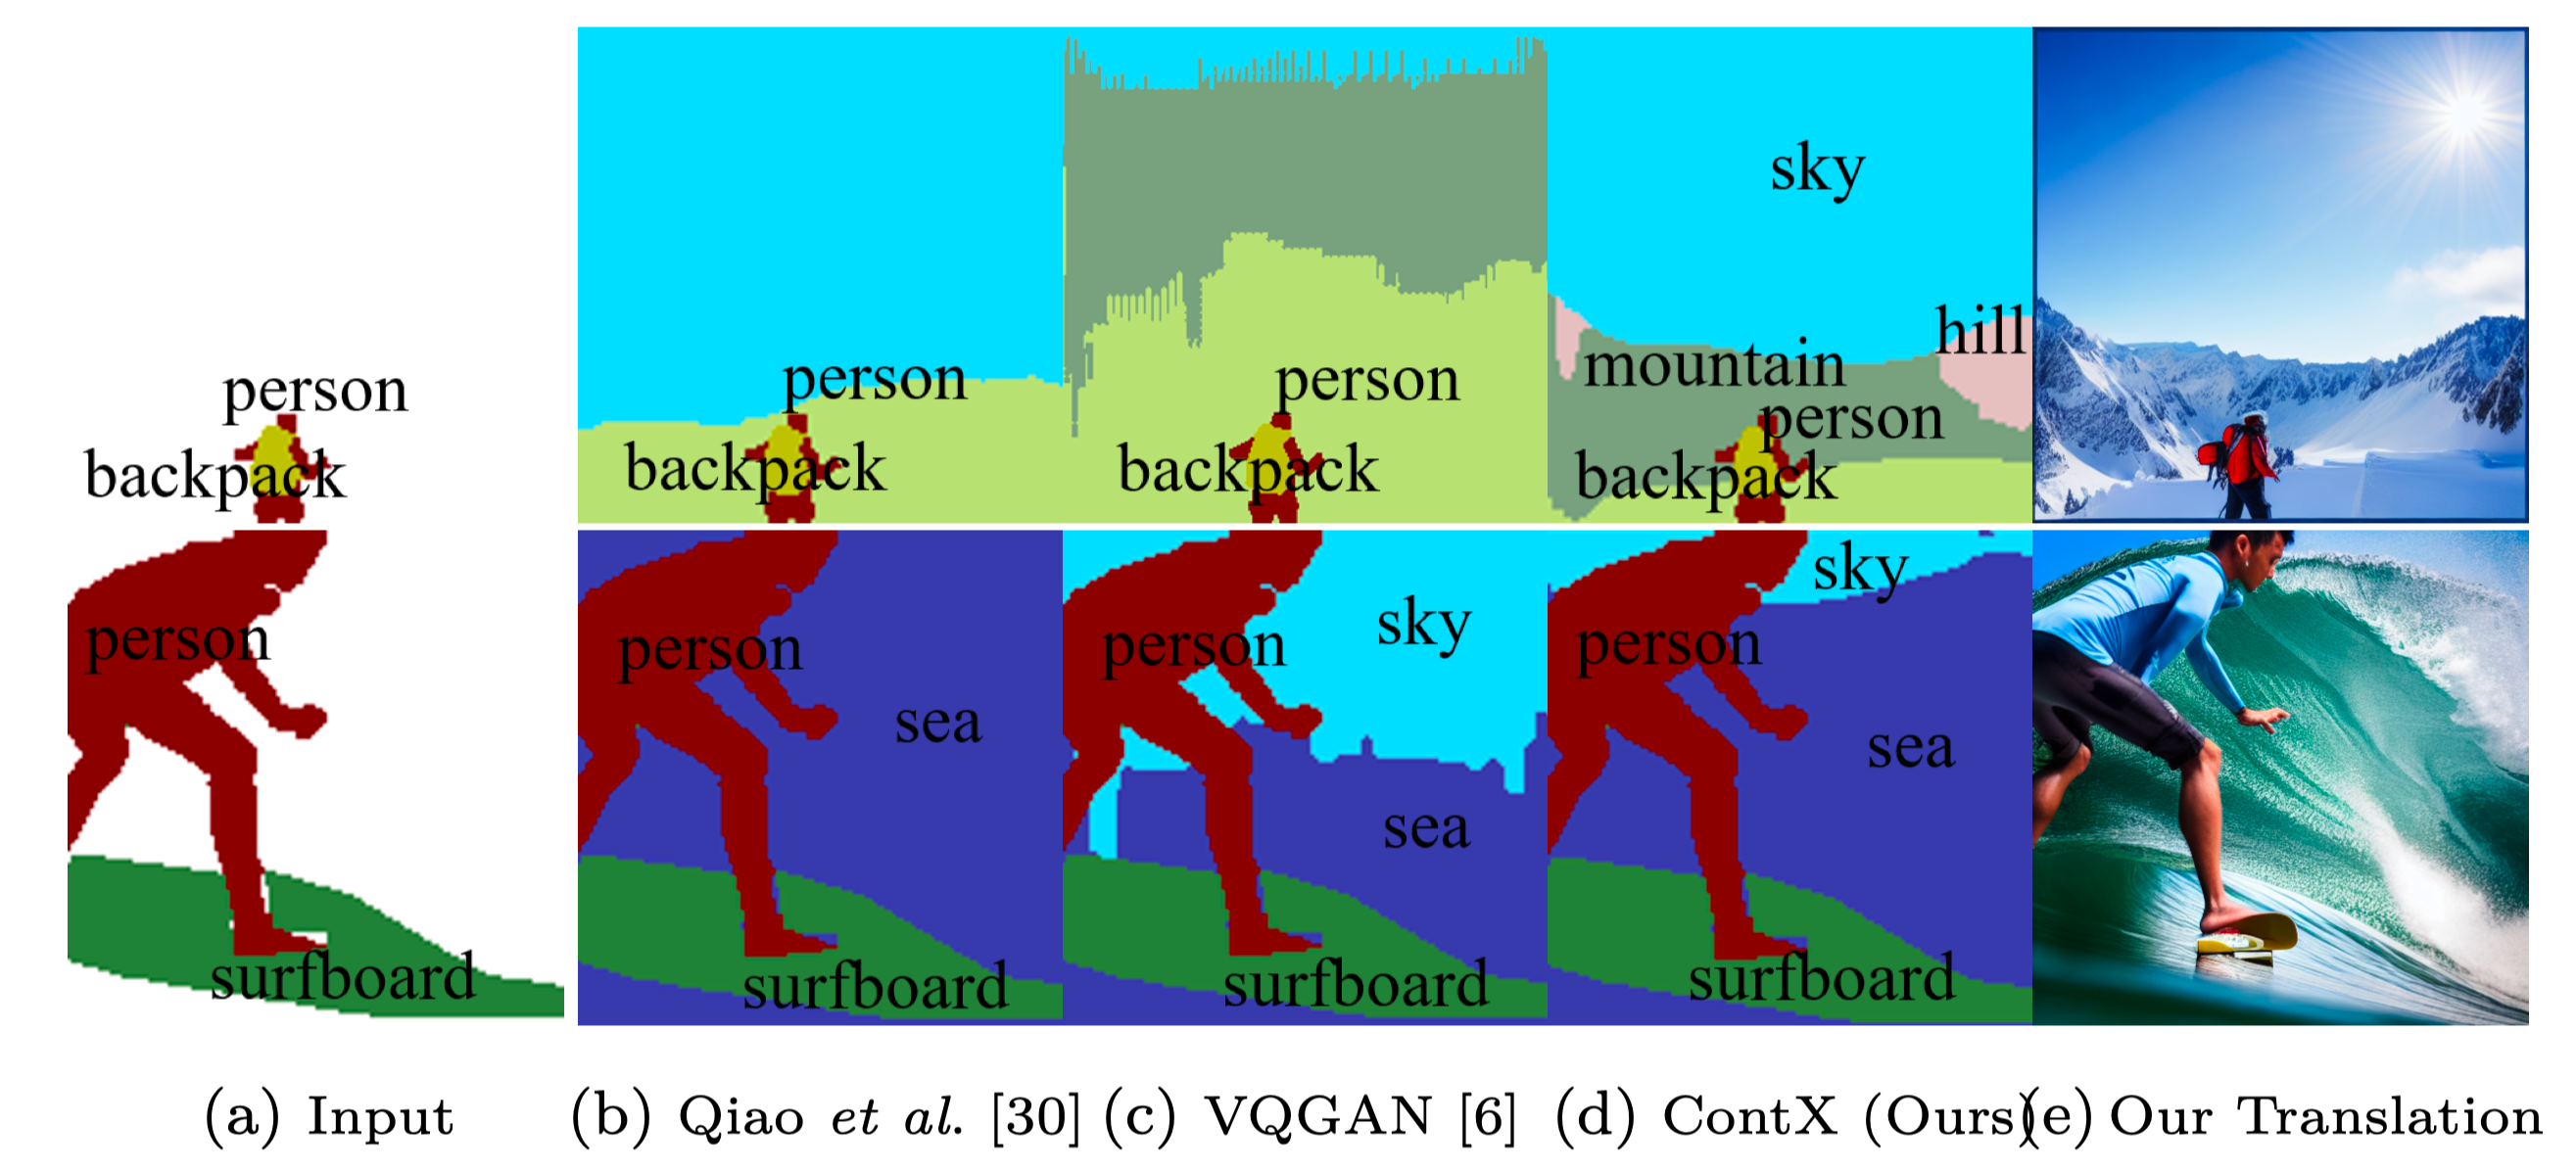 person
backpack
person
backpack
person
backpack
sky
hill
mountain
person
backpack
person
surfboard
person
sea
surfboard
person
sky
sea
surfboard
sky
person
sea
surfboard
(a) Input
(b) Qiao et al. [30]
(c) VQGAN [6]
(d) ContX (Ours)
(e) Our Translation